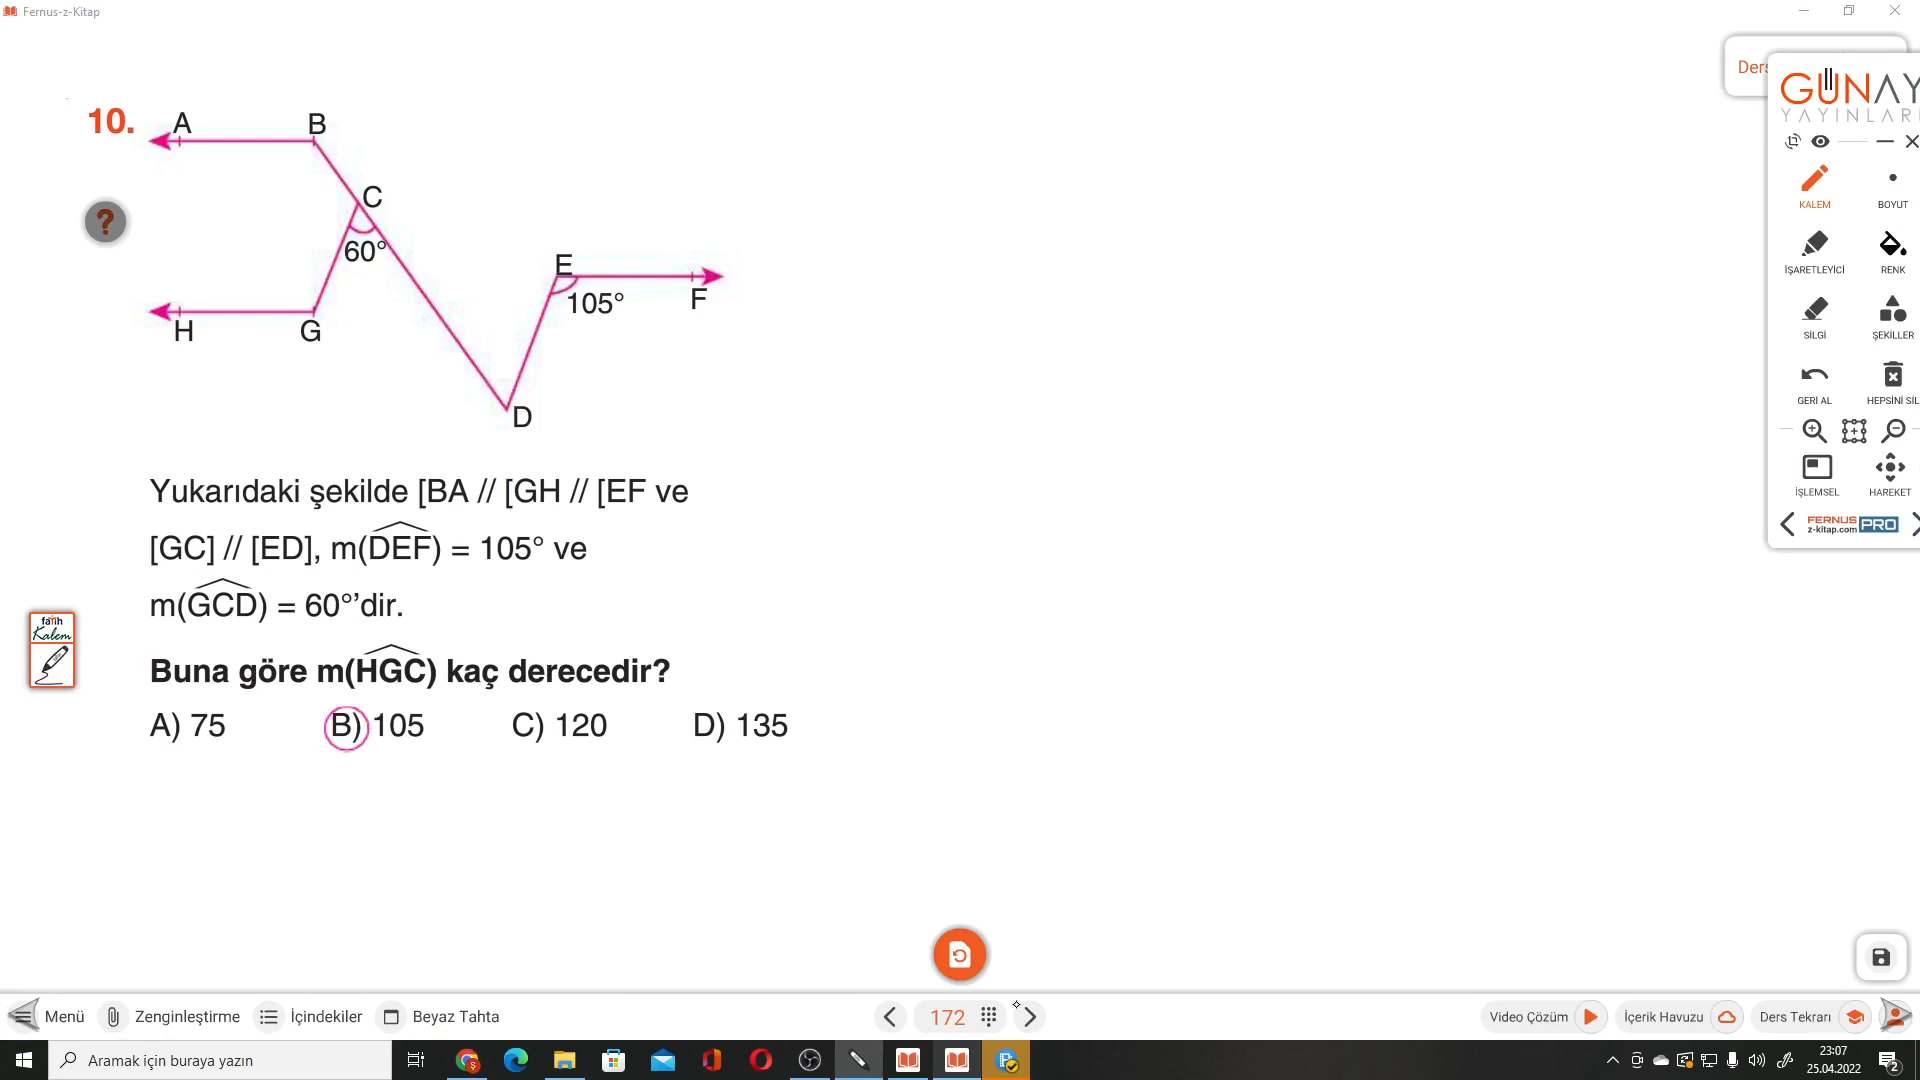 Fernus-z-Kitap
Ders
GÜNAY
YAYINLARI
KALEM
BOYUT
İŞARETLEYİCİ
RENK
SİLGİ
ŞEKİLLER
GERİ AL
HEPSİNİ SİL
İŞLEMSEL
HAREKET
FERNUS
z-kitap.com
PRO
10.
A
B
C
60°
E
105°
F
H
G
D
?
Yukarıdaki şekilde [BA // [GH // [EF ve
[GC] // [ED], m(DEF) = 105° ve
m(GCD) = 60°’dir.
Buna göre m(HGC) kaç derecedir?
A) 75 B) 105 C) 120 D) 135
fatih
Kalem
Menü Zenginleştirme İçindekiler Beyaz Tahta 172 Video Çözüm İçerik Havuzu Ders Tekrarı
Aramak için buraya yazın
23:07
25.04.2022
2